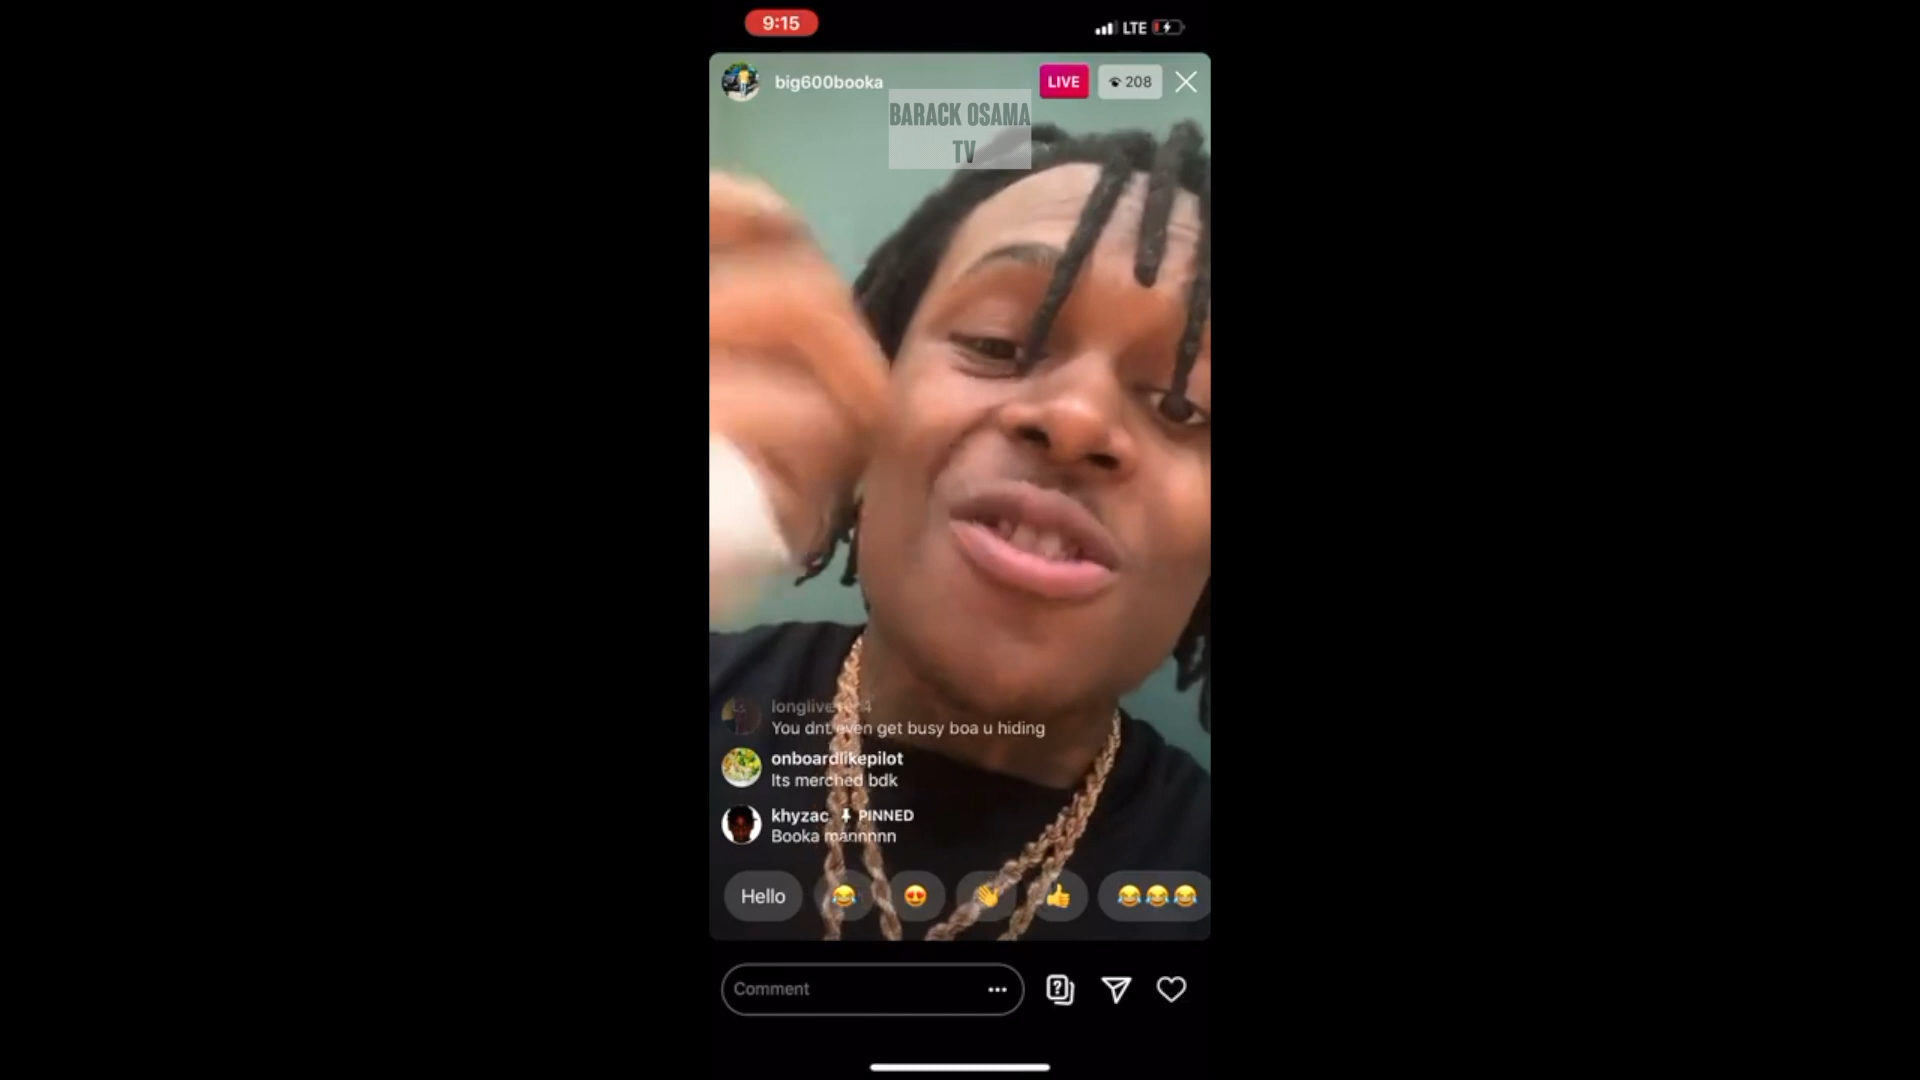 9:15
LTE
big600booka
LIVE
208
BARACK OSAMA
TV
You dnt even get busy boa u hiding
onboardlikepilot
Its merched bdk
khyzac PINNED
Booka mannnnn
Hello
Comment